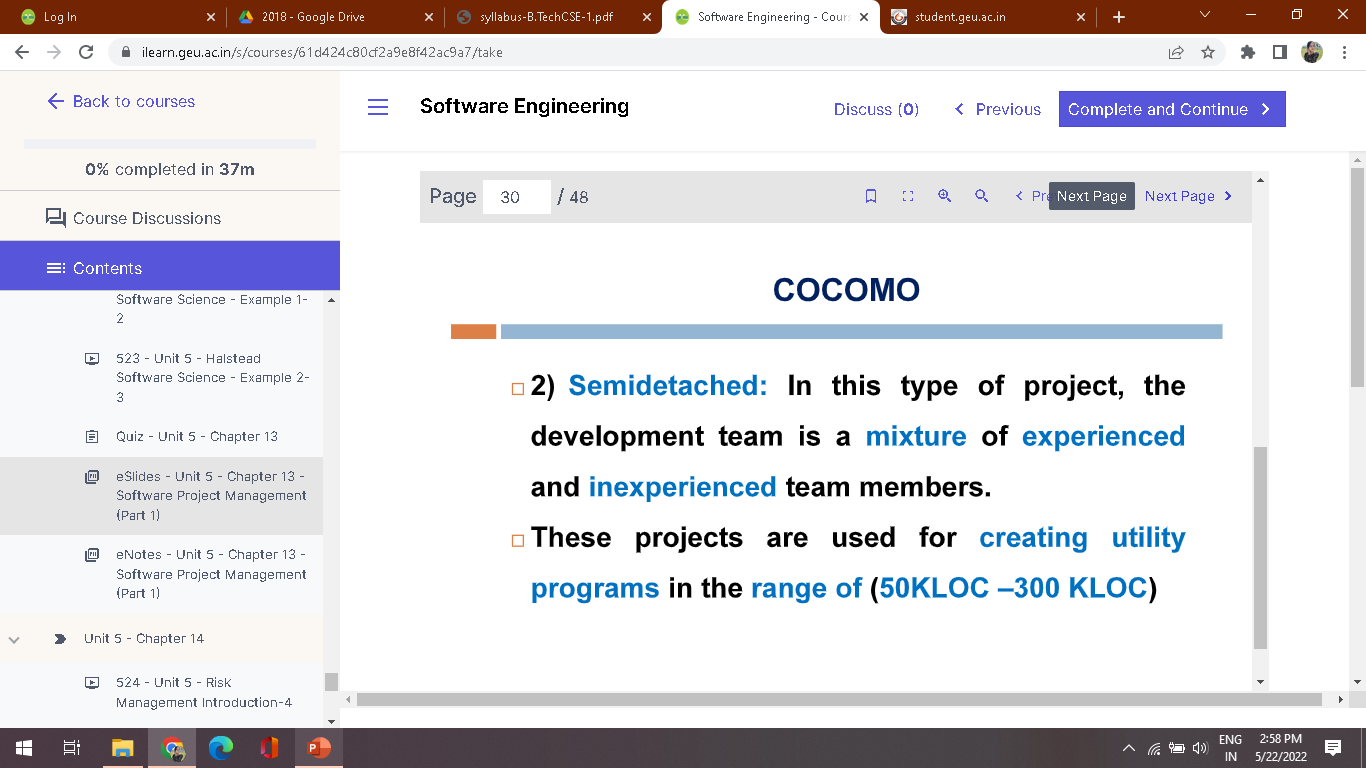 Log In
2018 - Google Drive
syllabus-B.TechCSE-1.pdf
Software Engineering - Cour
student.geu.ac.in
ilearn.geu.ac.in/s/courses/61d424c80cf2a9e8f42ac9a7/take
Back to courses
0% completed in 37m
Course Discussions
Contents
Software Science - Example 1-
2
523 - Unit 5 - Halstead
Software Science - Example 2-
3
Quiz - Unit 5 - Chapter 13
eSlides - Unit 5 - Chapter 13 -
Software Project Management
(Part 1)
eNotes - Unit 5 - Chapter 13 -
Software Project Management
(Part 1)
Unit 5 - Chapter 14
524 - Unit 5 - Risk
Management Introduction-4
Software Engineering
Discuss (0)
Previous
Complete and Continue
Page 30 / 48
Pre
Next Page
Next Page
COCOMO
2) Semidetached: In this type of project, the
development team is a mixture of experienced
and inexperienced team members.
These projects are used for creating utility
programs in the range of (50KLOC –300 KLOC)
ENG
IN
2:58 PM
5/22/2022